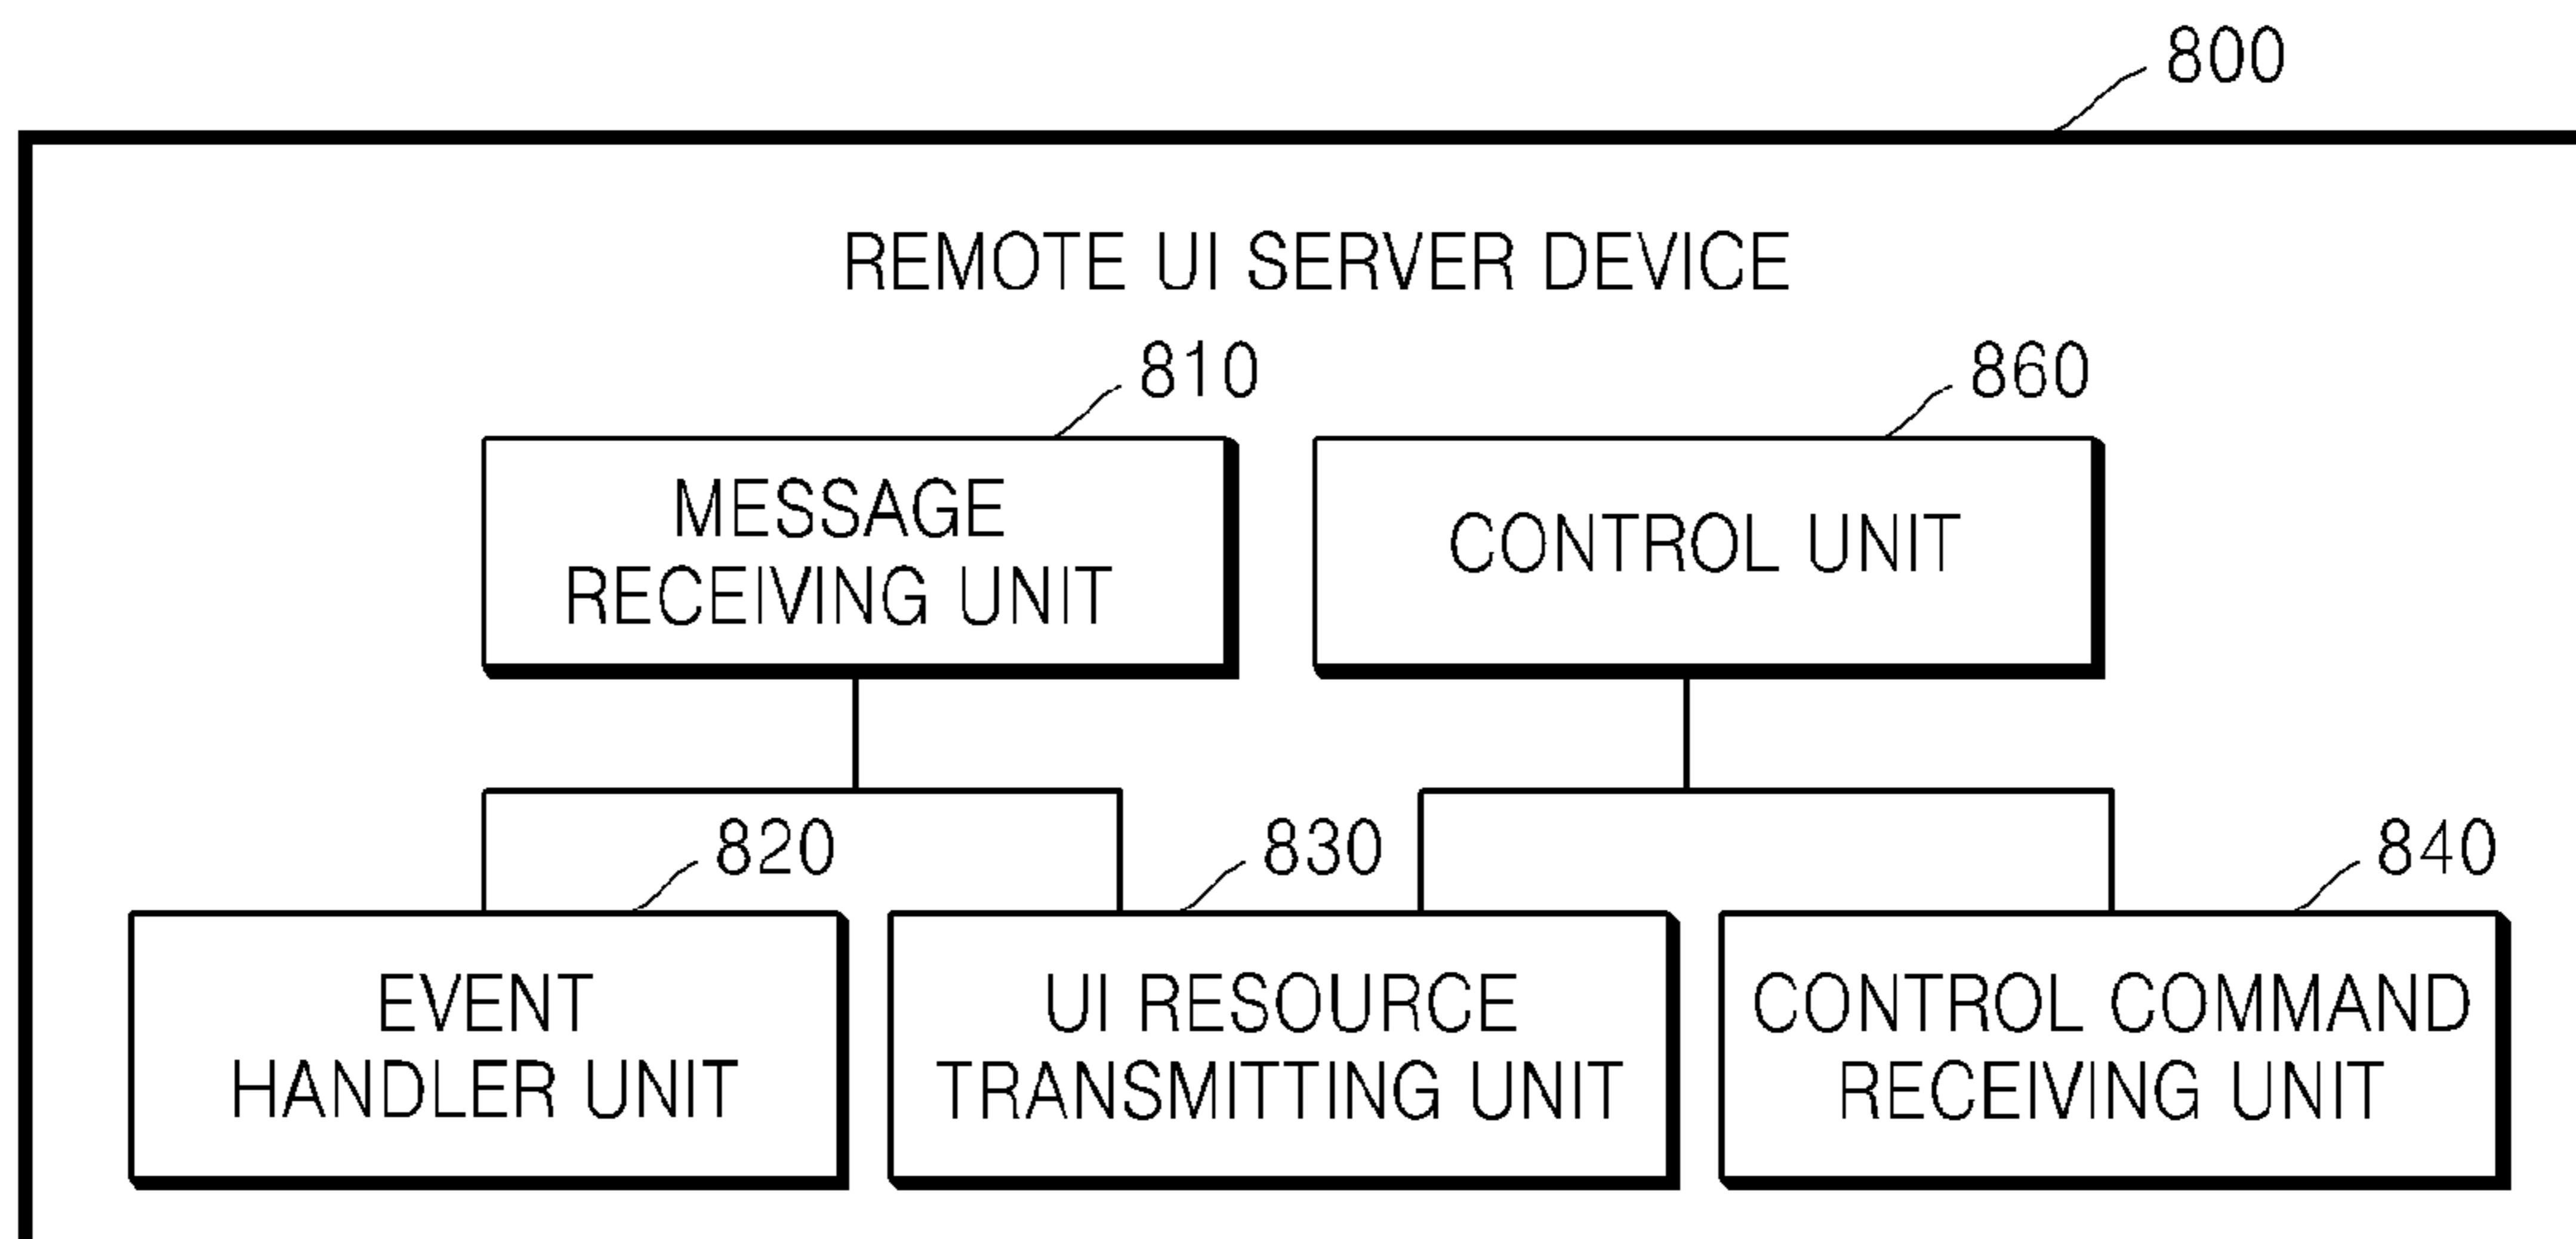 800
REMOTE UI SERVER DEVICE
810
860
MESSAGE
RECEIVING UNIT
CONTROL UNIT
820
830
840
EVENT
HANDLER UNIT
UI RESOURCE
TRANSMITTING UNIT
CONTROL COMMAND
RECEIVING UNIT